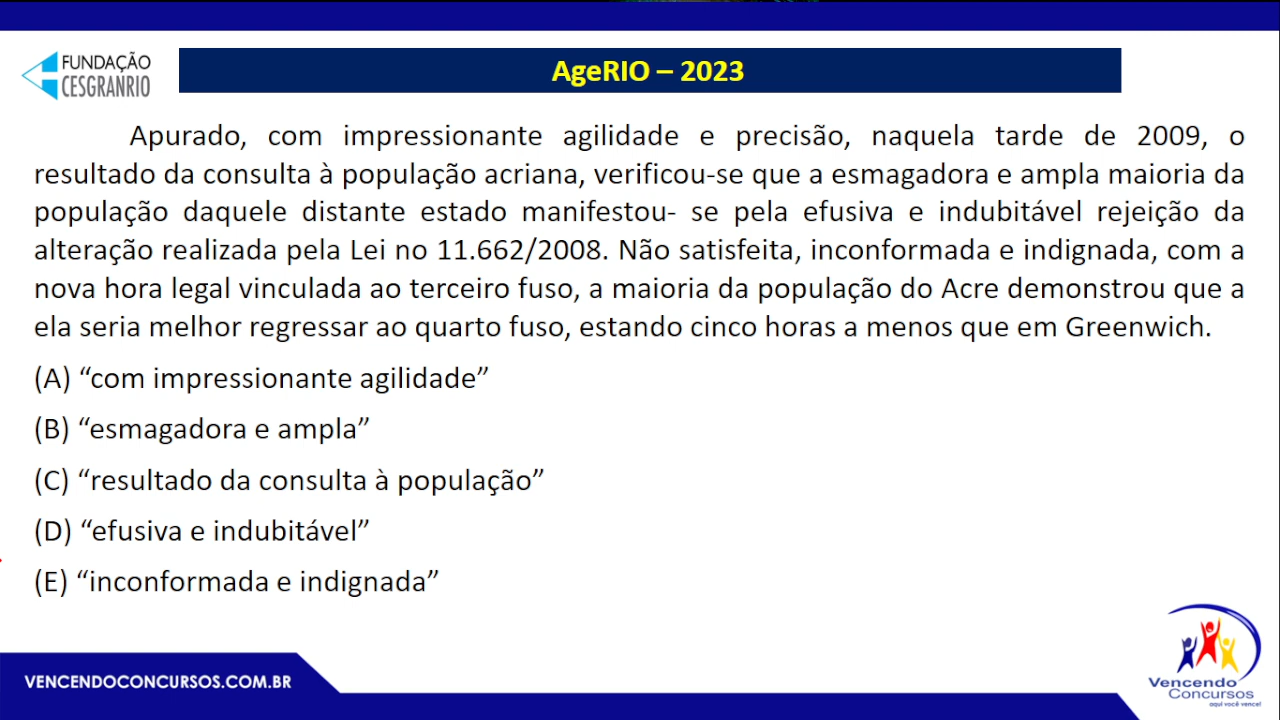 FUNDAÇÃO
CESGRANRIO
AgeRIO – 2023
Apurado, com impressionante agilidade e precisão, naquela tarde de 2009, o
resultado da consulta à população acriana, verificou-se que a esmagadora e ampla maioria da
população daquele distante estado manifestou- se pela efusiva e indubitável rejeição da
alteração realizada pela Lei no 11.662/2008. Não satisfeita, inconformada e indignada, com a
nova hora legal vinculada ao terceiro fuso, a maioria da população do Acre demonstrou que a
ela seria melhor regressar ao quarto fuso, estando cinco horas a menos que em Greenwich.
(A) “com impressionante agilidade”
(B) “esmagadora e ampla”
(C) “resultado da consulta à população”
(D) “efusiva e indubitável”
(E) “inconformada e indignada”
VENCENDOCONCURSOS.COM.BR
Vencendo
Concursos
aqui você vence!